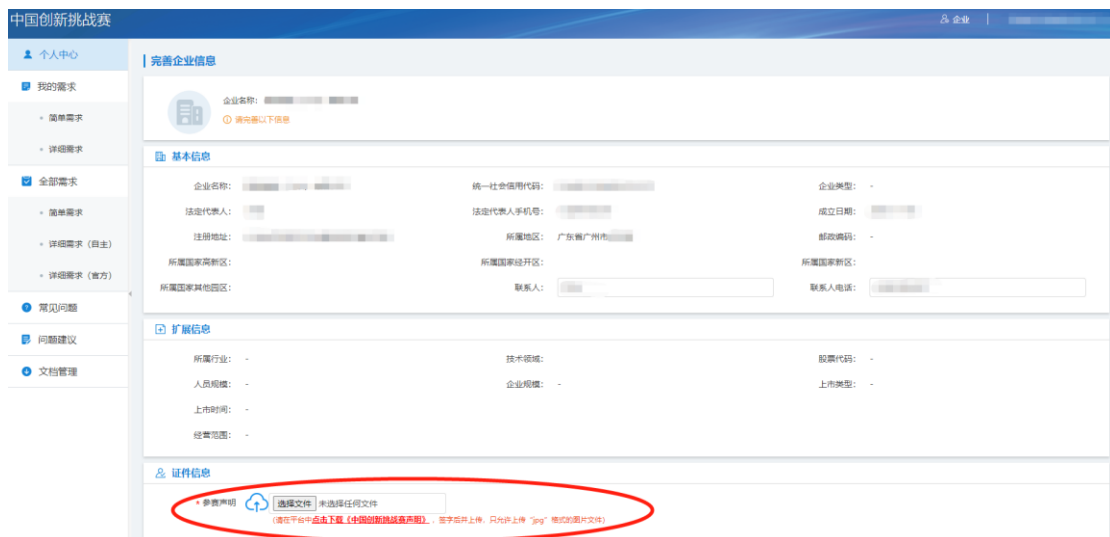 中国创新挑战赛
企业
个人中心
我的需求
简单需求
详细需求
全部需求
简单需求
详细需求（自主）
详细需求（官方）
常见问题
问题建议
文档管理
完善企业信息
企业名称：
请完善以下信息
基本信息
企业名称： 统一社会信用代码： 企业类型： -
法定代表人： 法定代表人手机号： 成立日期：
注册地址： 所属地区： 广东省广州市 邮政编码： -
所属国家高新区： 所属国家经开区： 所属国家新区：
所属国家其他园区： 联系人： 联系人电话：
扩展信息
所属行业： - 技术领域： 股票代码： -
人员规模： - 企业规模： - 上市类型： -
上市时间： -
经营范围： -
证件信息
* 参赛声明 选择文件 未选择任何文件
(请在平台中点击下载《中国创新挑战赛声明》，签字后并上传，只允许上传 "jpg" 格式的图片文件)